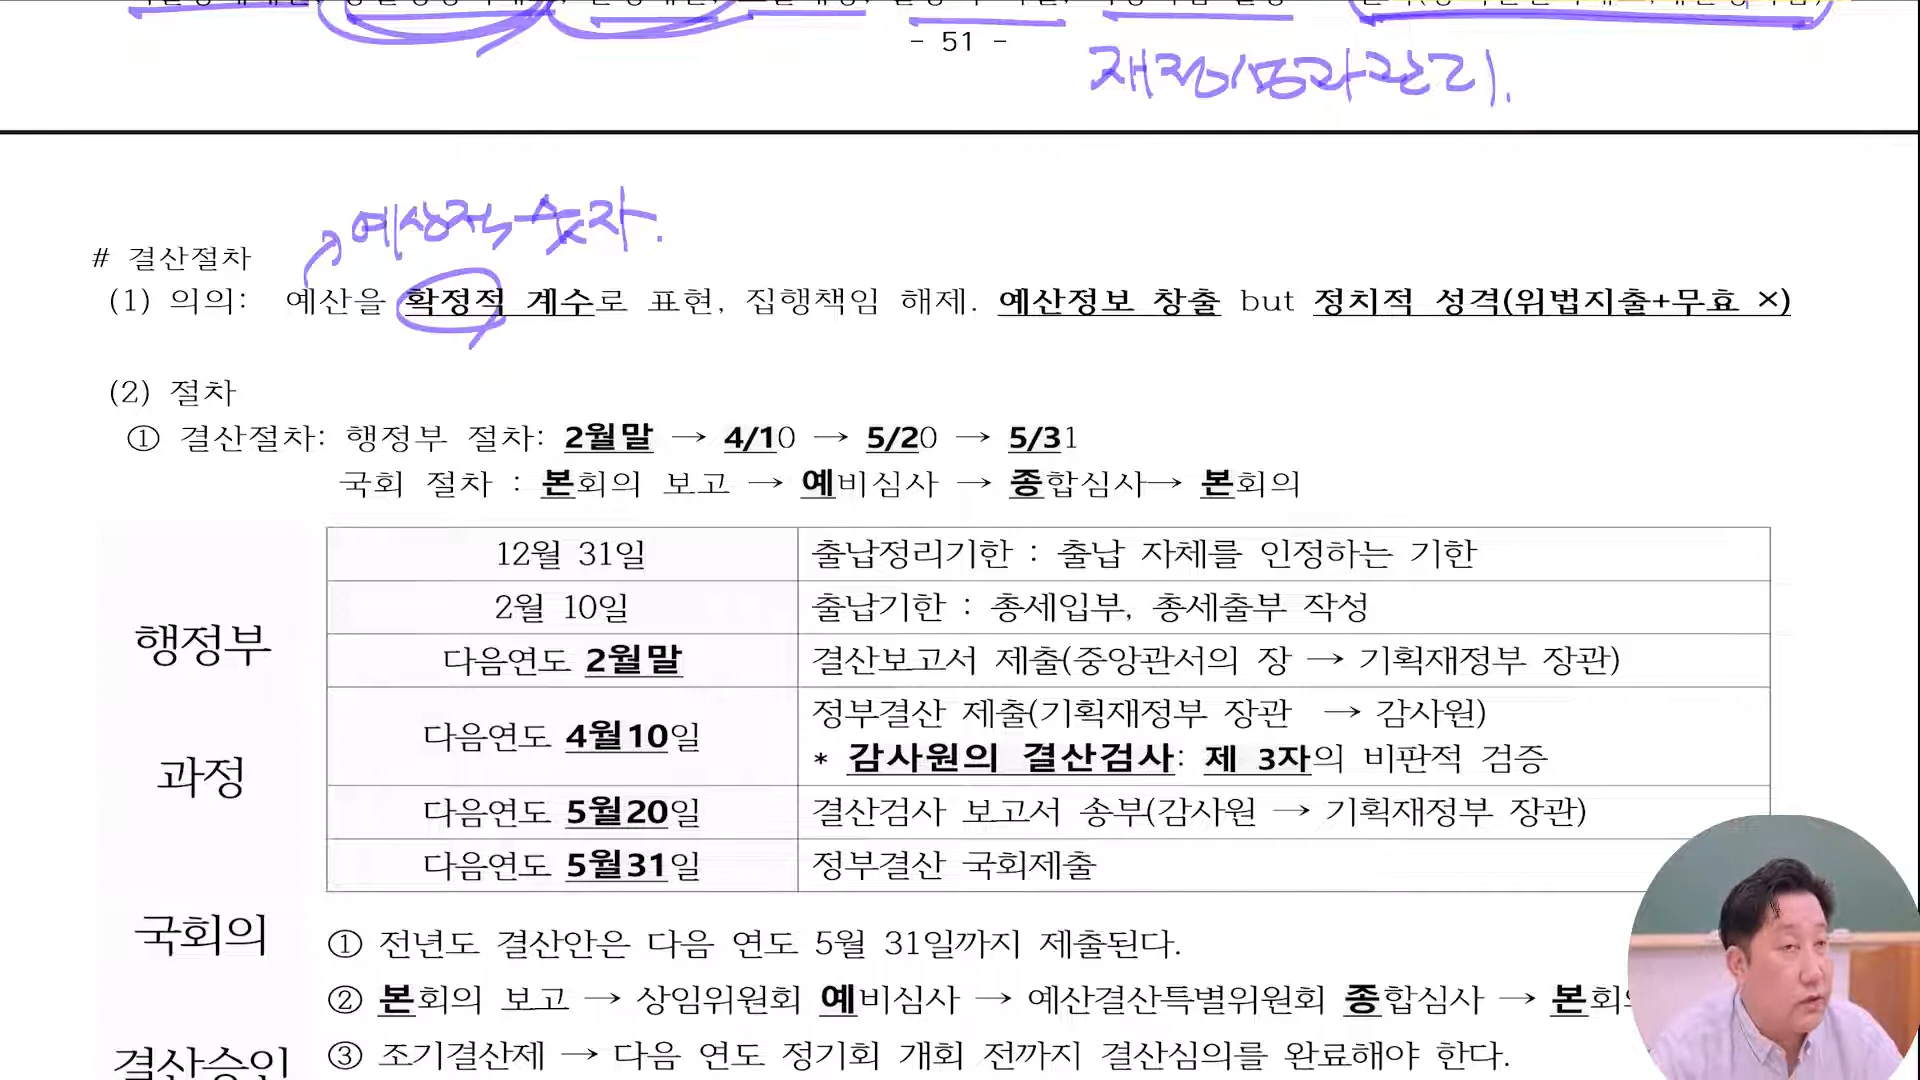 - 51 -
재정성과관리.
예상적 숫자.
# 결산절차
(1) 의의: 예산을 확정적 계수로 표현, 집행책임 해제. 예산정보 창출 but 정치적 성격(위법지출+무효 ×)
(2) 절차
① 결산절차: 행정부 절차: 2월말 → 4/10 → 5/20 → 5/31
국회 절차 : 본회의 보고 → 예비심사 → 종합심사→ 본회의
행정부
과정
12월 31일 출납정리기한 : 출납 자체를 인정하는 기한
2월 10일 출납기한 : 총세입부, 총세출부 작성
다음연도 2월말 결산보고서 제출(중앙관서의 장 → 기획재정부 장관)
다음연도 4월10일 정부결산 제출(기획재정부 장관 → 감사원)
* 감사원의 결산검사: 제 3자의 비판적 검증
다음연도 5월20일 결산검사 보고서 송부(감사원 → 기획재정부 장관)
다음연도 5월31일 정부결산 국회제출
국회의
결산승인
① 전년도 결산안은 다음 연도 5월 31일까지 제출된다.
② 본회의 보고 → 상임위원회 예비심사 → 예산결산특별위원회 종합심사 → 본회
③ 조기결산제 → 다음 연도 정기회 개회 전까지 결산심의를 완료해야 한다.